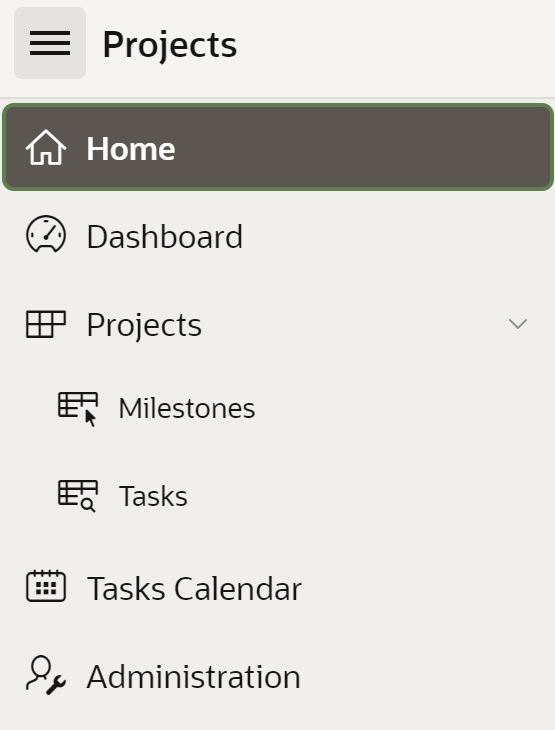 Projects
Home
Dashboard
Projects
Milestones
Tasks
Tasks Calendar
Administration